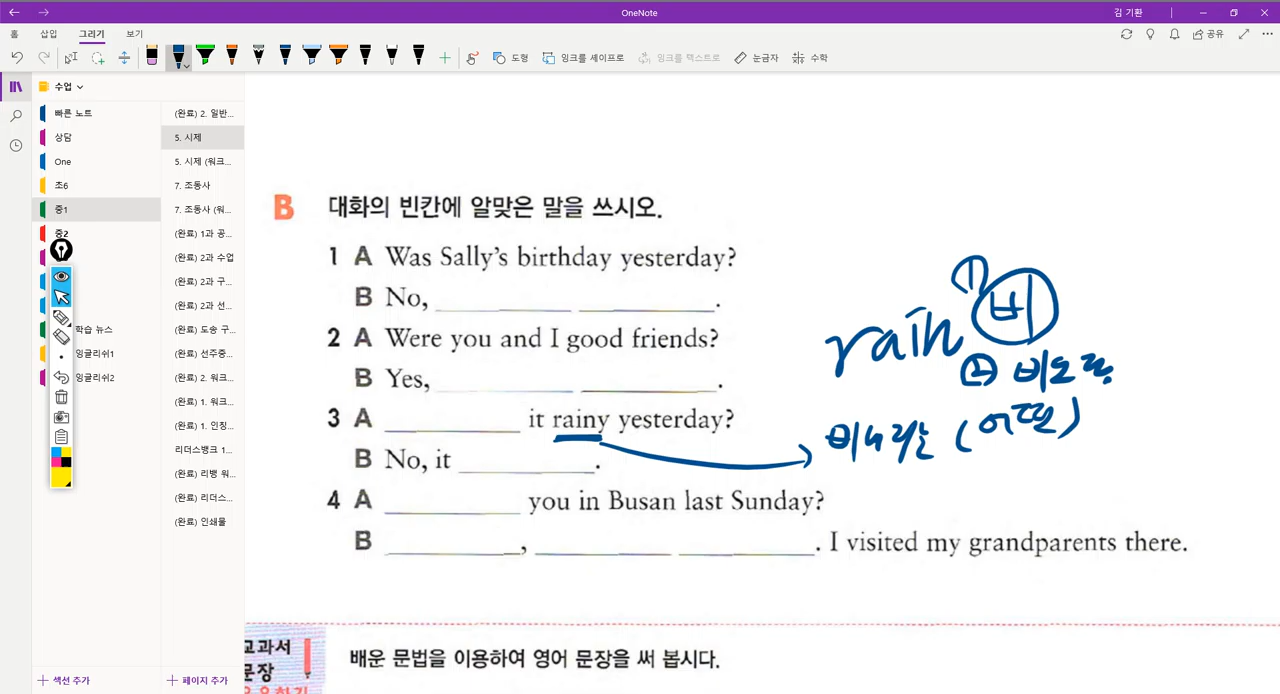 OneNote
김 기환
홈 삽입 그리기 보기
공유
도형 잉크를 셰이프로 잉크를 텍스트로 눈금자 수학
수업
빠른 노트
상담
One
초6
중1
중2
학습 뉴스
잉글리쉬1
잉글리쉬2
섹션 추가
(완료) 2. 일반...
5. 시제
5. 시제 (워크...
7. 조동사
7. 조동사 (워...
(완료) 1과 공...
(완료) 2과 수업
(완료) 2과 구...
(완료) 2과 선...
(완료) 도송 구...
(완료) 선주중...
(완료) 2. 워크...
(완료) 1. 워크...
(완료) 1. 인칭...
리더스뱅크 1...
(완료) 리뱅 워...
(완료) 리더스...
(완료) 인쇄물
페이지 추가
B 대화의 빈칸에 알맞은 말을 쓰시오.
1 A Was Sally's birthday yesterday?
B No, ________ ________.
2 A Were you and I good friends?
B Yes, ________ ________.
3 A ________ it rainy yesterday?
B No, it ________.
4 A ________ you in Busan last Sunday?
B ________, ________ ________. I visited my grandparents there.
rain ① 비
② 비오다
비내리는 (어떤)
교과서
문장
배운 문법을 이용하여 영어 문장을 써 봅시다.